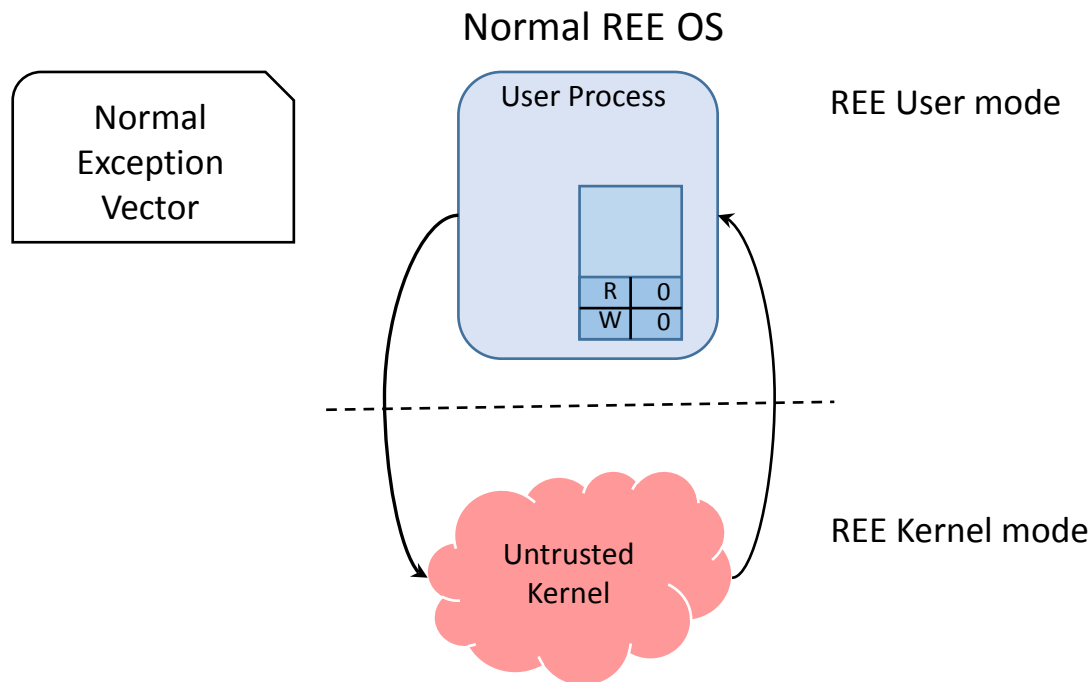 Normal REE OS
Normal
Exception
Vector
User Process
REE User mode
R 0
W 0
Untrusted
Kernel
REE Kernel mode